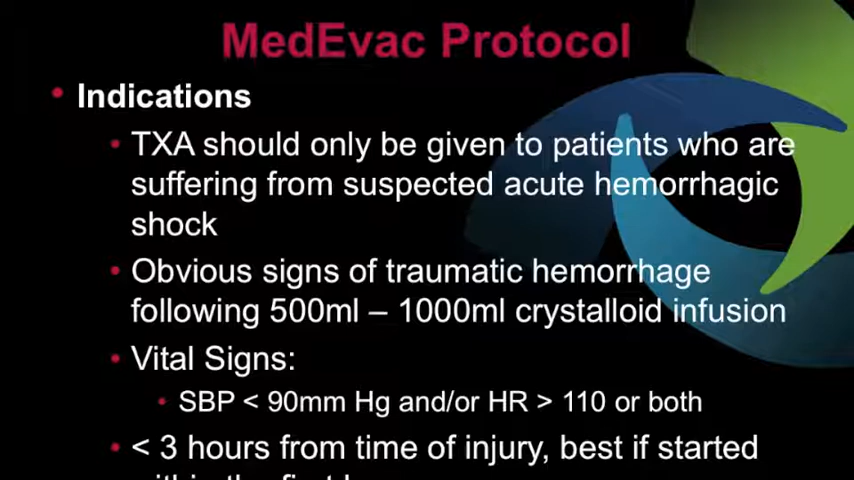 MedEvac Protocol
• Indications
• TXA should only be given to patients who are
suffering from suspected acute hemorrhagic
shock
• Obvious signs of traumatic hemorrhage
following 500ml – 1000ml crystalloid infusion
• Vital Signs:
• SBP < 90mm Hg and/or HR > 110 or both
• < 3 hours from time of injury, best if started